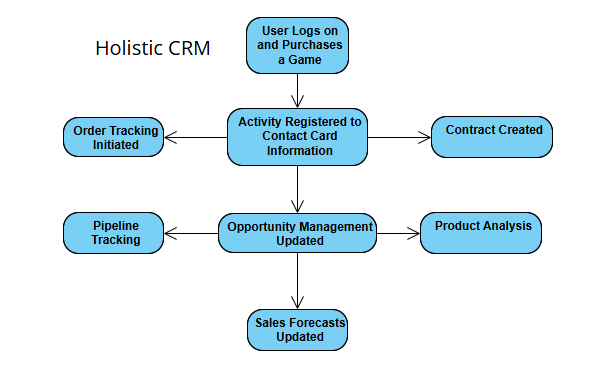 Holistic CRM
User Logs on
and Purchases
a Game
Order Tracking
Initiated
Activity Registered to
Contact Card
Information
Contract Created
Pipeline
Tracking
Opportunity Management
Updated
Product Analysis
Sales Forecasts
Updated